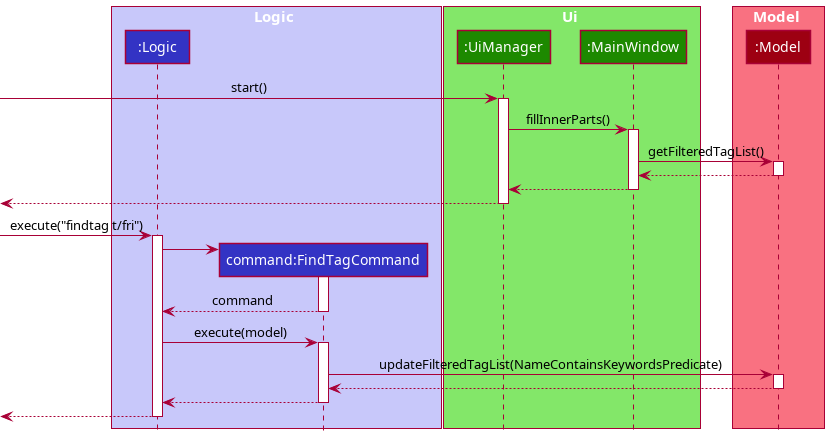 Logic
Ui
Model
:Logic
:UiManager
:MainWindow
:Model
start()
fillInnerParts()
getFilteredTagList()
execute("findtag t/fri")
command:FindTagCommand
command
execute(model)
updateFilteredTagList(NameContainsKeywordsPredicate)